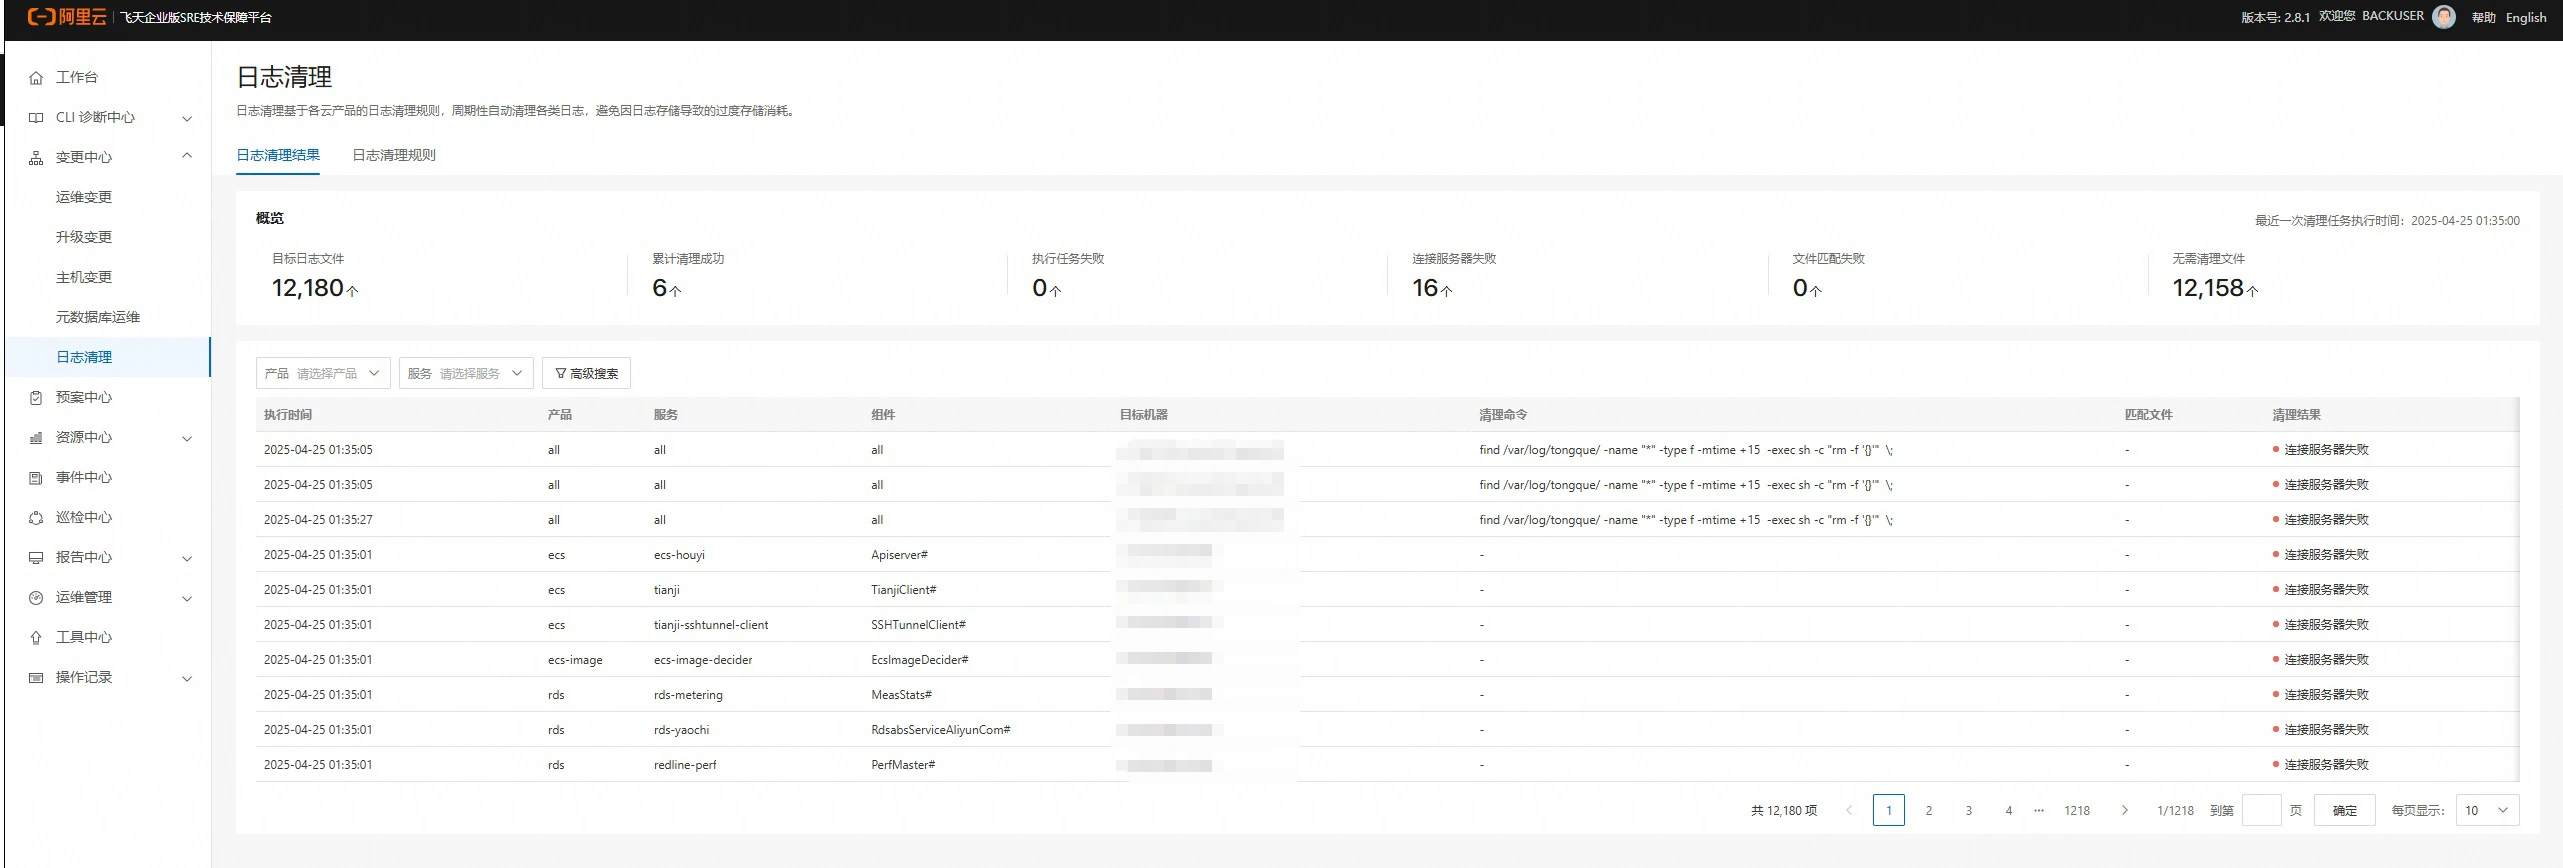 阿里云 飞天企业版SRE技术保障平台 版本号: 2.8.1 欢迎您 BACKUSER 帮助 English
工作台
CLI 诊断中心
变更中心
运维变更
升级变更
主机变更
元数据库运维
日志清理
预案中心
资源中心
事件中心
巡检中心
报告中心
运维管理
工具中心
操作记录
日志清理
日志清理基于各云产品的日志清理规则，周期性自动清理各类日志，避免因日志存储导致的过度存储消耗。
日志清理结果 日志清理规则
概览 最近一次清理任务执行时间： 2025-04-25 01:35:00
目标日志文件 累计清理成功 执行任务失败 连接服务器失败 文件匹配失败 无需清理文件
12,180个 6个 0个 16个 0个 12,158个
产品 请选择产品 服务 请选择服务 高级搜索
执行时间 产品 服务 组件 目标机器 清理命令 匹配文件 清理结果
2025-04-25 01:35:05 all all all find /var/log/tongque/ -name "*" -type f -mtime +15 -exec sh -c "rm -f '{}'" \; - 连接服务器失败
2025-04-25 01:35:05 all all all find /var/log/tongque/ -name "*" -type f -mtime +15 -exec sh -c "rm -f '{}'" \; - 连接服务器失败
2025-04-25 01:35:27 all all all find /var/log/tongque/ -name "*" -type f -mtime +15 -exec sh -c "rm -f '{}'" \; - 连接服务器失败
2025-04-25 01:35:01 ecs ecs-houyi Apiserver# - - 连接服务器失败
2025-04-25 01:35:01 ecs tianji TianjiClient# - - 连接服务器失败
2025-04-25 01:35:01 ecs tianji-sshtunnel-client SSHTunnelClient# - - 连接服务器失败
2025-04-25 01:35:01 ecs-image ecs-image-decider EcsImageDecider# - - 连接服务器失败
2025-04-25 01:35:01 rds rds-metering MeasStats# - - 连接服务器失败
2025-04-25 01:35:01 rds rds-yaochi RdsabsServiceAliyunCom# - - 连接服务器失败
2025-04-25 01:35:01 rds redline-perf PerfMaster# - - 连接服务器失败
共 12,180 项 1 2 3 4 ··· 1218 1/1218 到第 页 确定 每页显示： 10